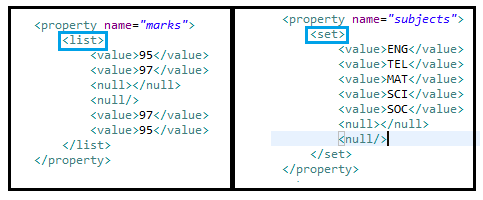 <property name="marks">
<list>
<value>95</value>
<value>97</value>
<null></null>
<null/>
<value>97</value>
<value>95</value>
</list>
</property>
<property name="subjects">
<set>
<value>ENG</value>
<value>TEL</value>
<value>MAT</value>
<value>SCI</value>
<value>SOC</value>
<null></null>
<null/>
</set>
</property>